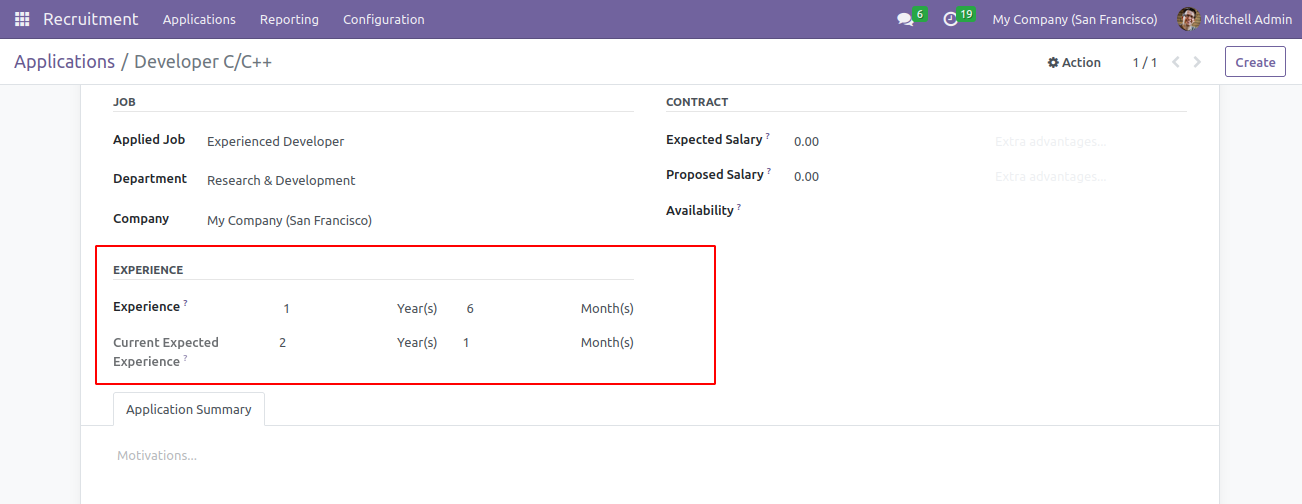 Recruitment Applications Reporting Configuration 6 19 My Company (San Francisco) Mitchell Admin
Applications / Developer C/C++ Action 1 / 1 Create
JOB CONTRACT
Applied Job Experienced Developer Expected Salary ? 0.00 Extra advantages...
Department Research & Development Proposed Salary ? 0.00 Extra advantages...
Company My Company (San Francisco) Availability ?
EXPERIENCE
Experience ? 1 Year(s) 6 Month(s)
Current Expected 2 Year(s) 1 Month(s)
Experience ?
Application Summary
Motivations...